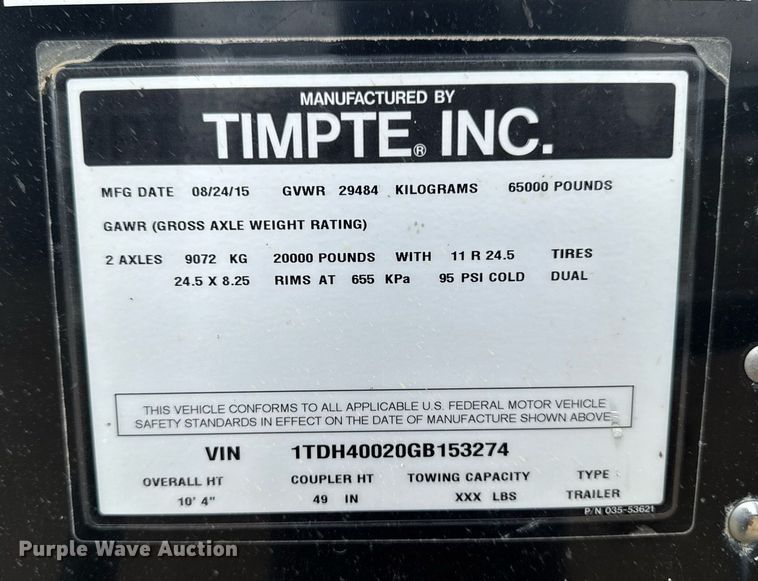 MANUFACTURED BY
TIMPTE® INC.
MFG DATE 08/24/15 GVWR 29484 KILOGRAMS 65000 POUNDS
GAWR (GROSS AXLE WEIGHT RATING)
2 AXLES 9072 KG 20000 POUNDS WITH 11 R 24.5 TIRES
24.5 X 8.25 RIMS AT 655 KPa 95 PSI COLD DUAL
THIS VEHICLE CONFORMS TO ALL APPLICABLE U.S. FEDERAL MOTOR VEHICLE
SAFETY STANDARDS IN EFFECT ON THE DATE OF MANUFACTURE SHOWN ABOVE
VIN 1TDH40020GB153274
OVERALL HT COUPLER HT TOWING CAPACITY TYPE
10' 4" 49 IN XXX LBS TRAILER
P/N 035-53621
Purple Wave Auction